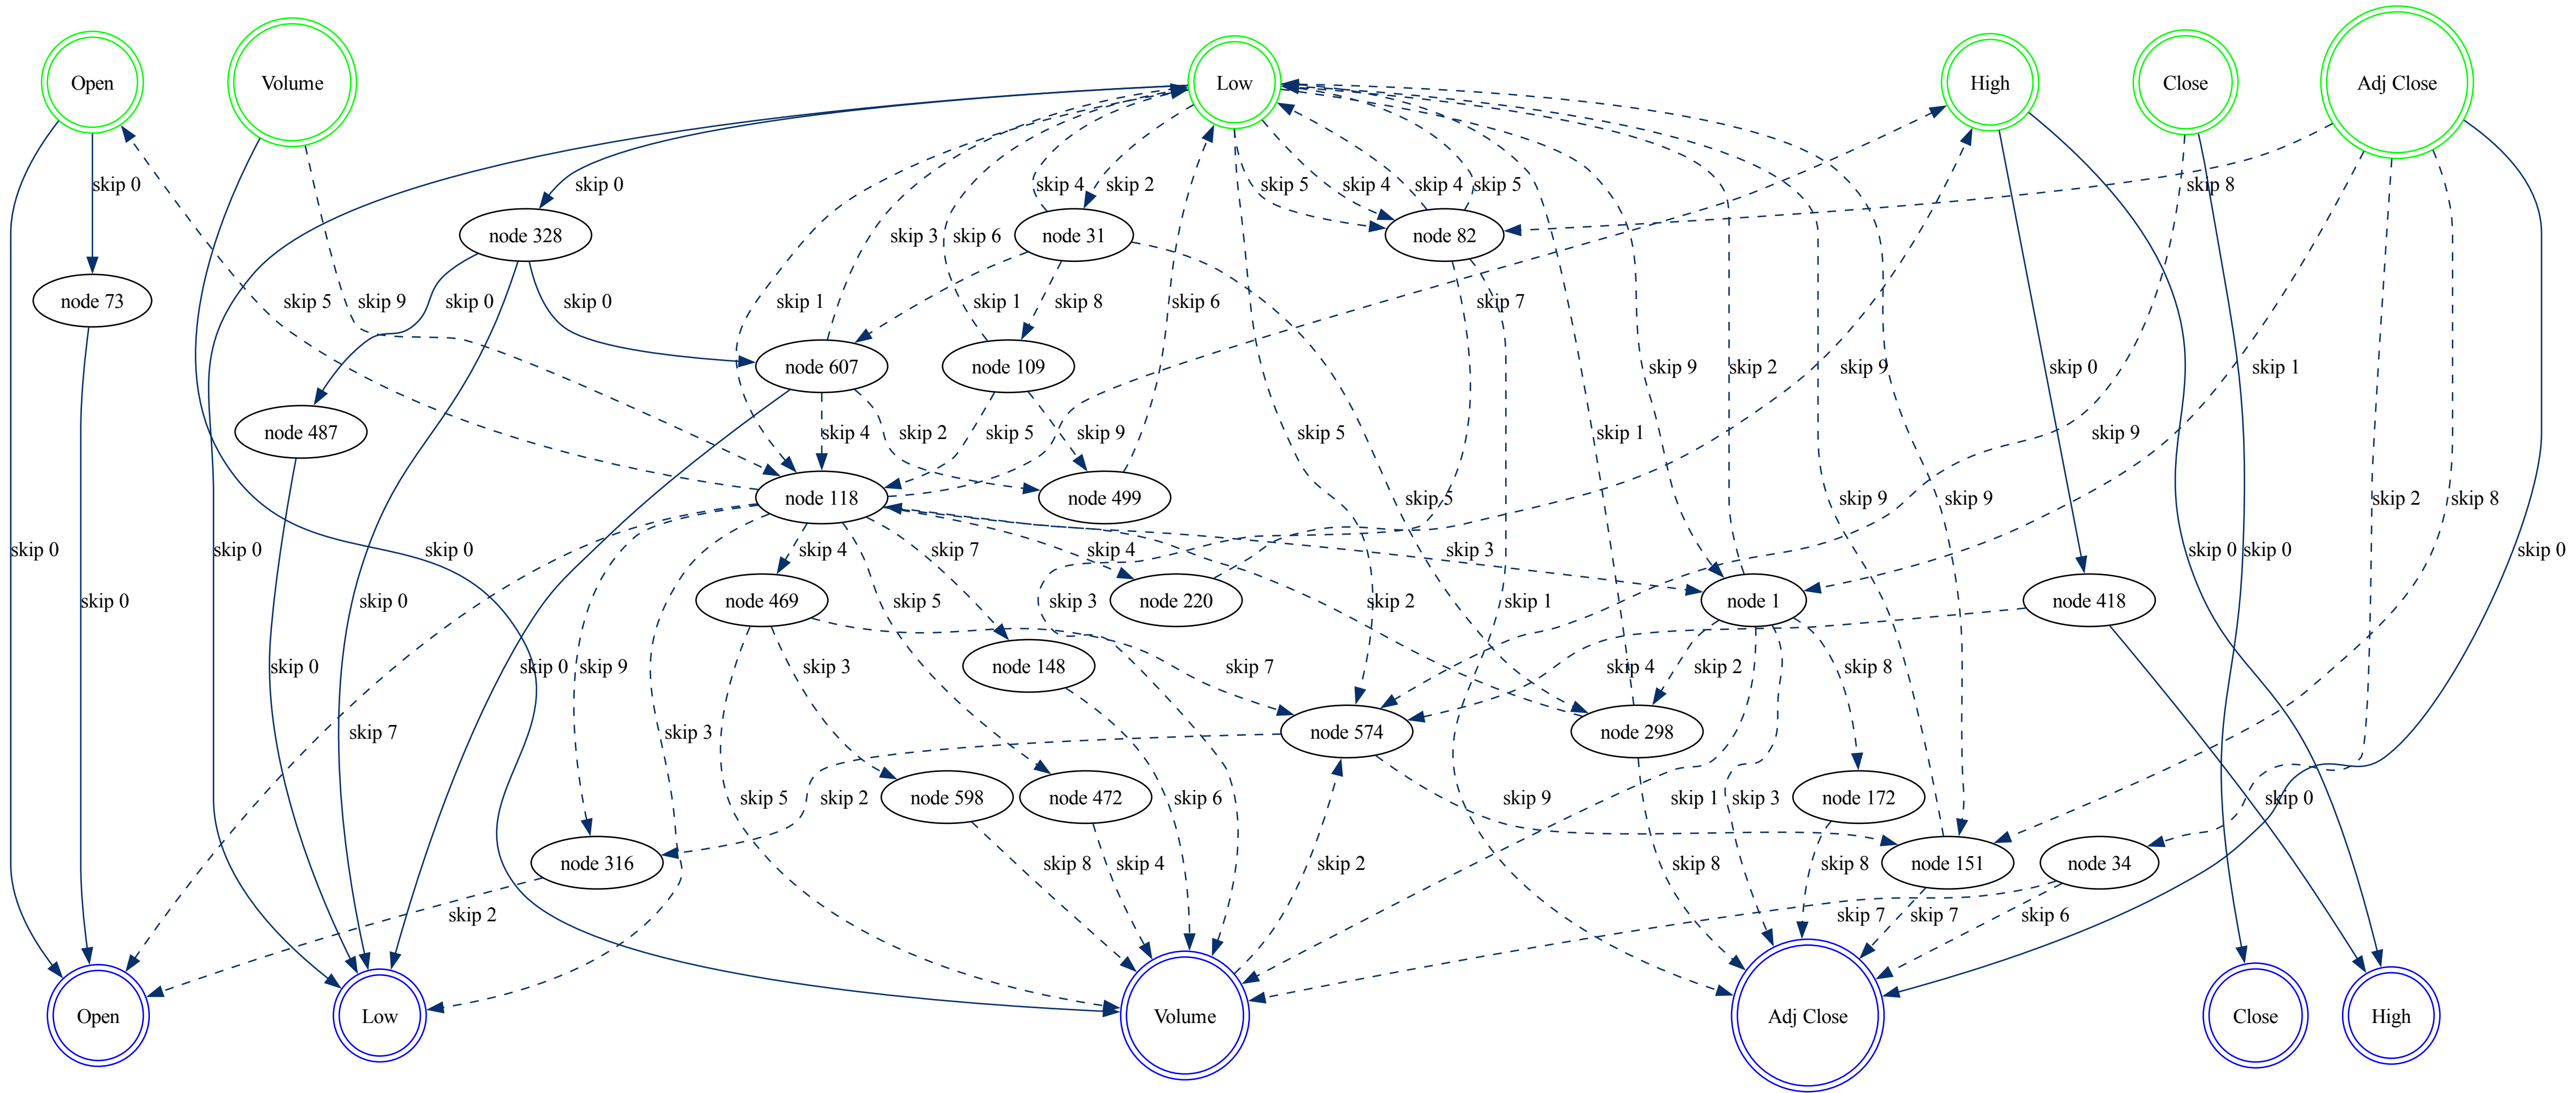 Open
Volume
Low
High
Close
Adj Close
skip 0
skip 0
skip 4
skip 2
skip 5
skip 4
skip 4
skip 5
skip 8
node 328
node 31
node 82
skip 3
skip 6
node 73
skip 5
skip 9
skip 0
skip 0
skip 1
skip 1
skip 8
skip 6
skip 7
node 607
node 109
skip 9
skip 2
skip 9
skip 0
skip 1
node 487
skip 4
skip 2
skip 5
skip 9
skip 5
skip 1
skip 9
node 118
node 499
skip 5
skip 9
skip 9
skip 2
skip 8
skip 0
skip 0
skip 0
skip 4
skip 7
skip 4
skip 3
skip 0
skip 0
skip 0
skip 0
skip 0
node 469
skip 5
skip 3
node 220
skip 2
skip 1
node 1
node 418
skip 0
skip 0
skip 9
skip 3
node 148
skip 7
skip 4
skip 2
skip 8
skip 7
skip 3
node 574
node 298
skip 5
skip 2
node 598
node 472
skip 6
skip 9
skip 1
skip 3
node 172
skip 0
node 316
skip 8
skip 4
skip 2
skip 8
skip 8
node 151
node 34
skip 2
skip 7
skip 7
skip 6
Open
Low
Volume
Adj Close
Close
High